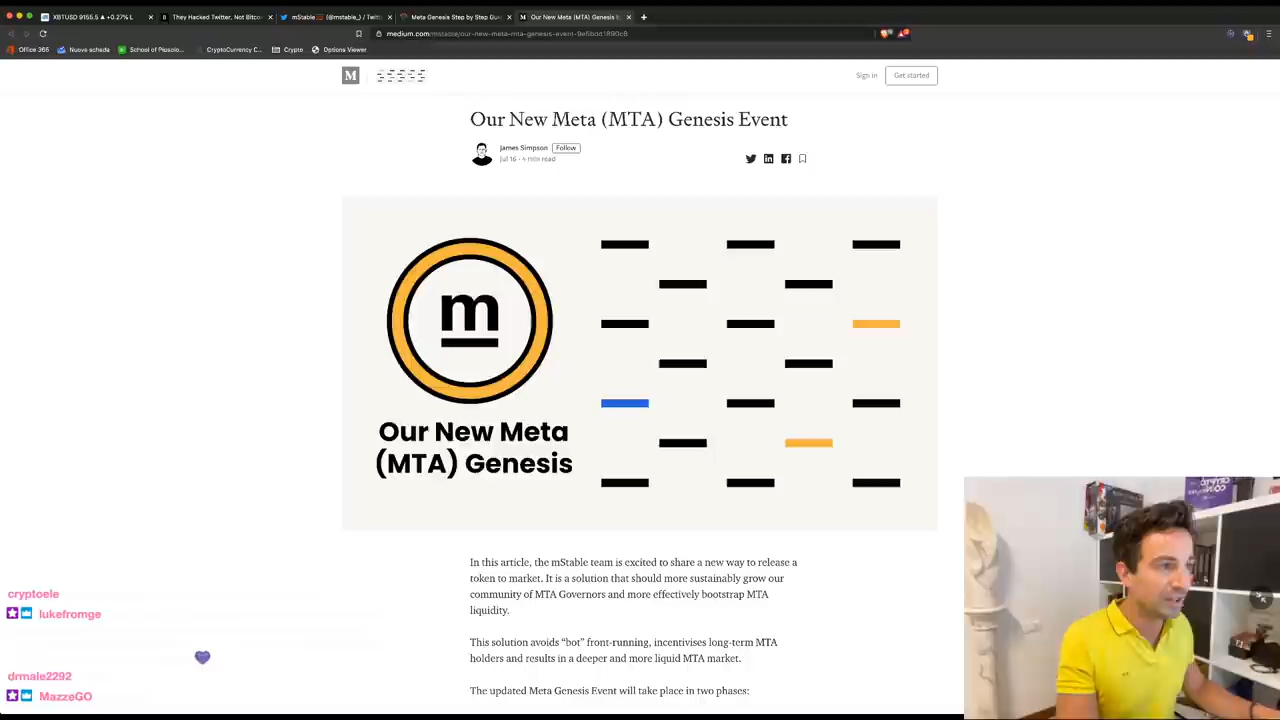 XBTUSD 9155.5 ▲ +0.27% L
They Hacked Twitter, Not Bitco
(@mstable_) / Twitt
Meta Genesis Step by Step Gui
Our New Meta (MTA) Genesis E
medium.com/mstable/our-new-meta-mta-genesis-event-
Office 365
Nuova scheda
School of Pissolo...
CryptoCurrency C...
Crypto
Options Viewer
M
Sign in
Get started
Our New Meta (MTA) Genesis Event
James Simpson
Follow
Jul 16 · 4 min read
m
Our New Meta
(MTA) Genesis
In this article, the mStable team is excited to share a new way to release a
token to market. It is a solution that should more sustainably grow our
community of MTA Governors and more effectively bootstrap MTA
liquidity.
This solution avoids “bot” front-running, incentivises long-term MTA
holders and results in a deeper and more liquid MTA market.
The updated Meta Genesis Event will take place in two phases:
cryptoele
lukefromge
drmale2292
MazzeGO